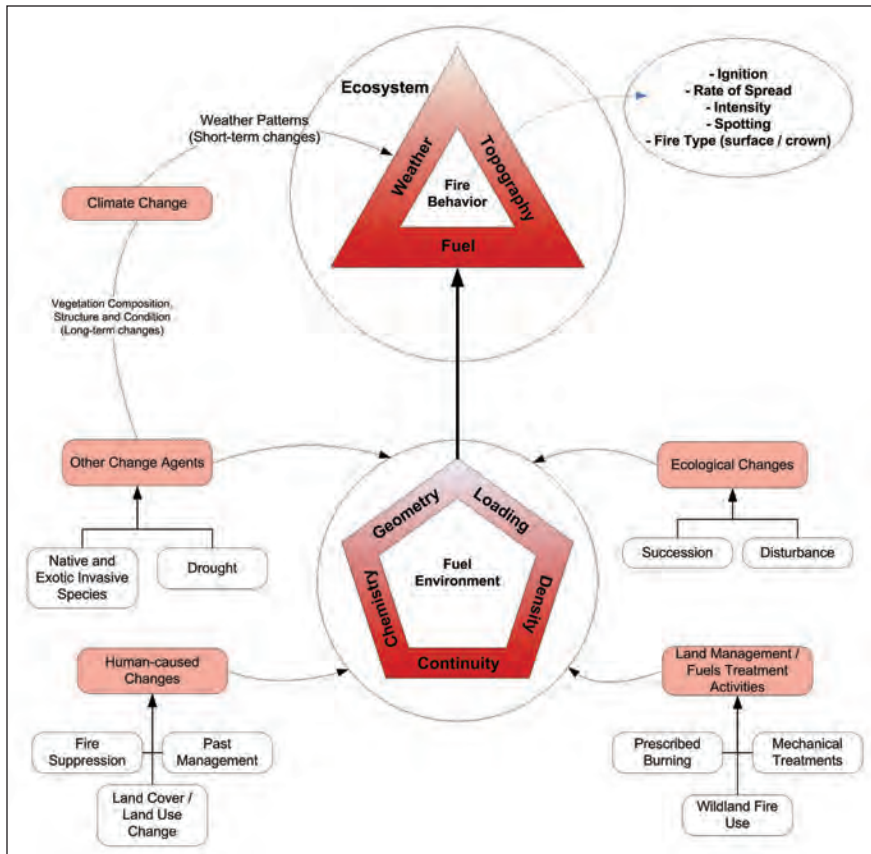 Ecosystem
Weather
Topography
Fire
Behavior
Fuel
- Ignition
- Rate of Spread
- Intensity
- Spotting
- Fire Type (surface / crown)
Weather Patterns
(Short-term changes)
Climate Change
Vegetation Composition,
Structure and Condition
(Long-term changes)
Other Change Agents
Native and
Exotic Invasive
Species
Drought
Geometry
Loading
Chemistry
Density
Continuity
Fuel
Environment
Ecological Changes
Succession
Disturbance
Human-caused
Changes
Fire
Suppression
Past
Management
Land Cover /
Land Use
Change
Land Management /
Fuels Treatment
Activities
Prescribed
Burning
Mechanical
Treatments
Wildland Fire
Use